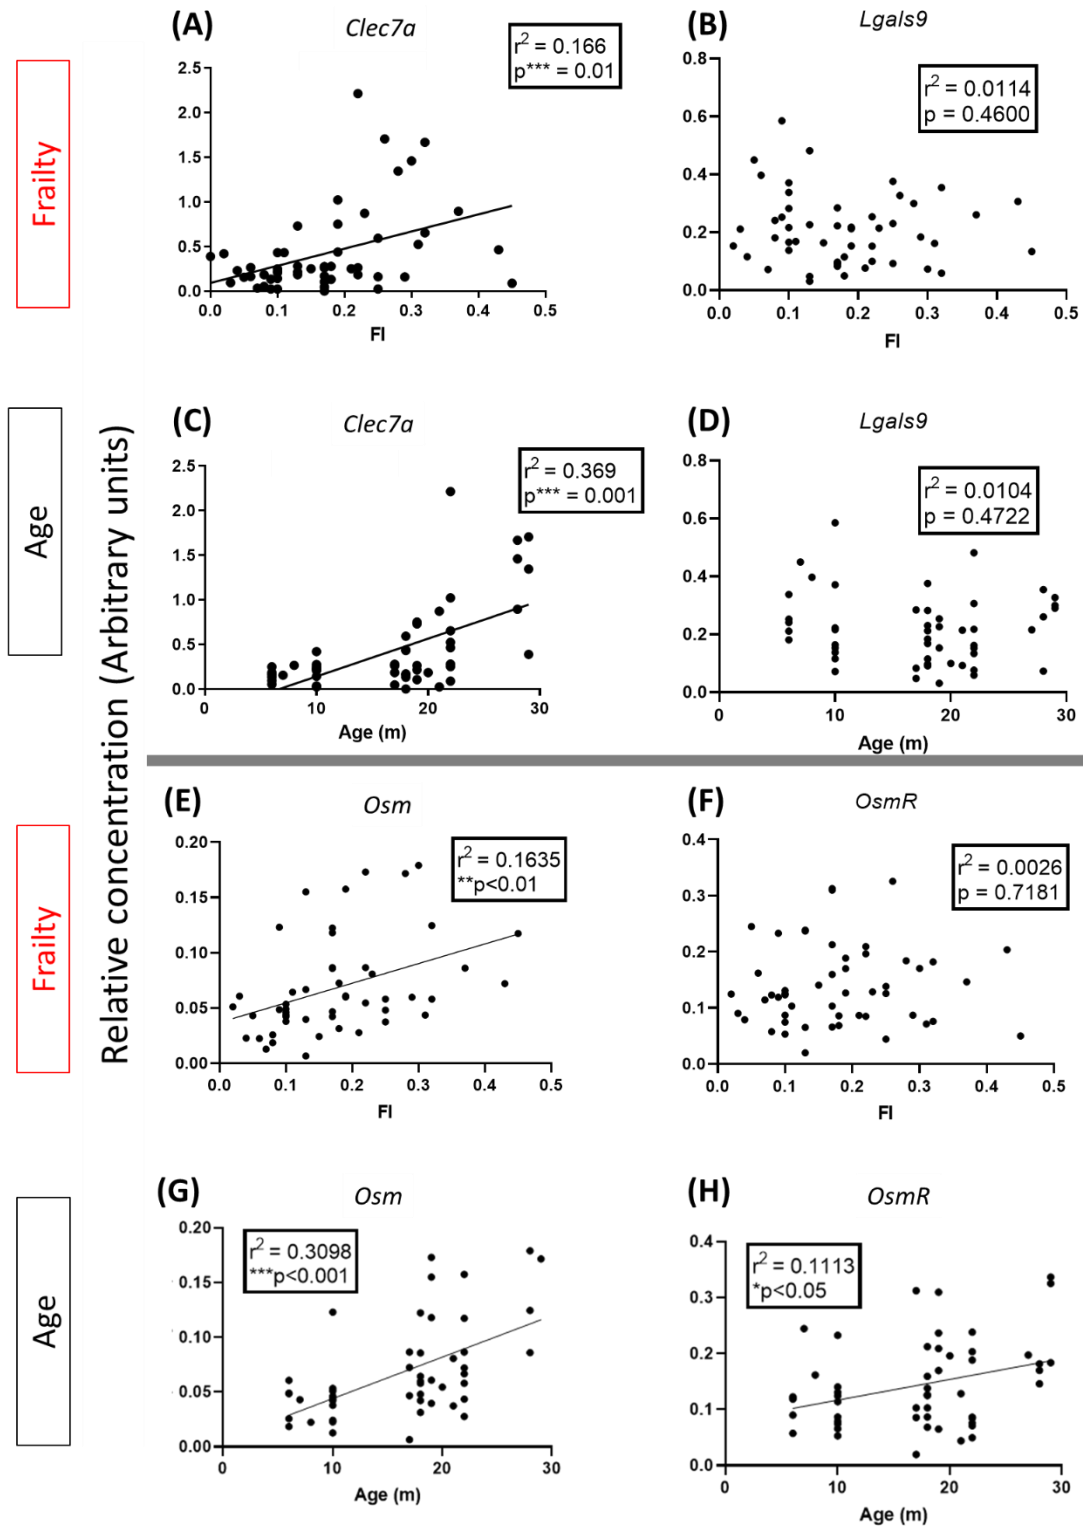 Frailty
Age
Frailty
Age
Relative concentration (Arbitrary units)
(A)
Clec7a
r² = 0.166
p*** = 0.01
2.5
2.0
1.5
1.0
0.5
0.0
0.0 0.1 0.2 0.3 0.4 0.5
FI
(B)
Lgals9
r² = 0.0114
p = 0.4600
0.8
0.6
0.4
0.2
0.0
0.0 0.1 0.2 0.3 0.4 0.5
FI
(C)
Clec7a
r² = 0.369
p*** = 0.001
2.5
2.0
1.5
1.0
0.5
0.0
0 10 20 30
Age (m)
(D)
Lgals9
r² = 0.0104
p = 0.4722
0.8
0.6
0.4
0.2
0.0
0 10 20 30
Age (m)
(E)
Osm
r² = 0.1635
**p<0.01
0.20
0.15
0.10
0.05
0.00
0.0 0.1 0.2 0.3 0.4 0.5
FI
(F)
OsmR
r² = 0.0026
p = 0.7181
0.4
0.3
0.2
0.1
0.0
0.0 0.1 0.2 0.3 0.4 0.5
FI
(G)
Osm
r² = 0.3098
***p<0.001
0.20
0.15
0.10
0.05
0.00
0 10 20 30
Age (m)
(H)
OsmR
r² = 0.1113
*p<0.05
0.4
0.3
0.2
0.1
0.0
0 10 20 30
Age (m)